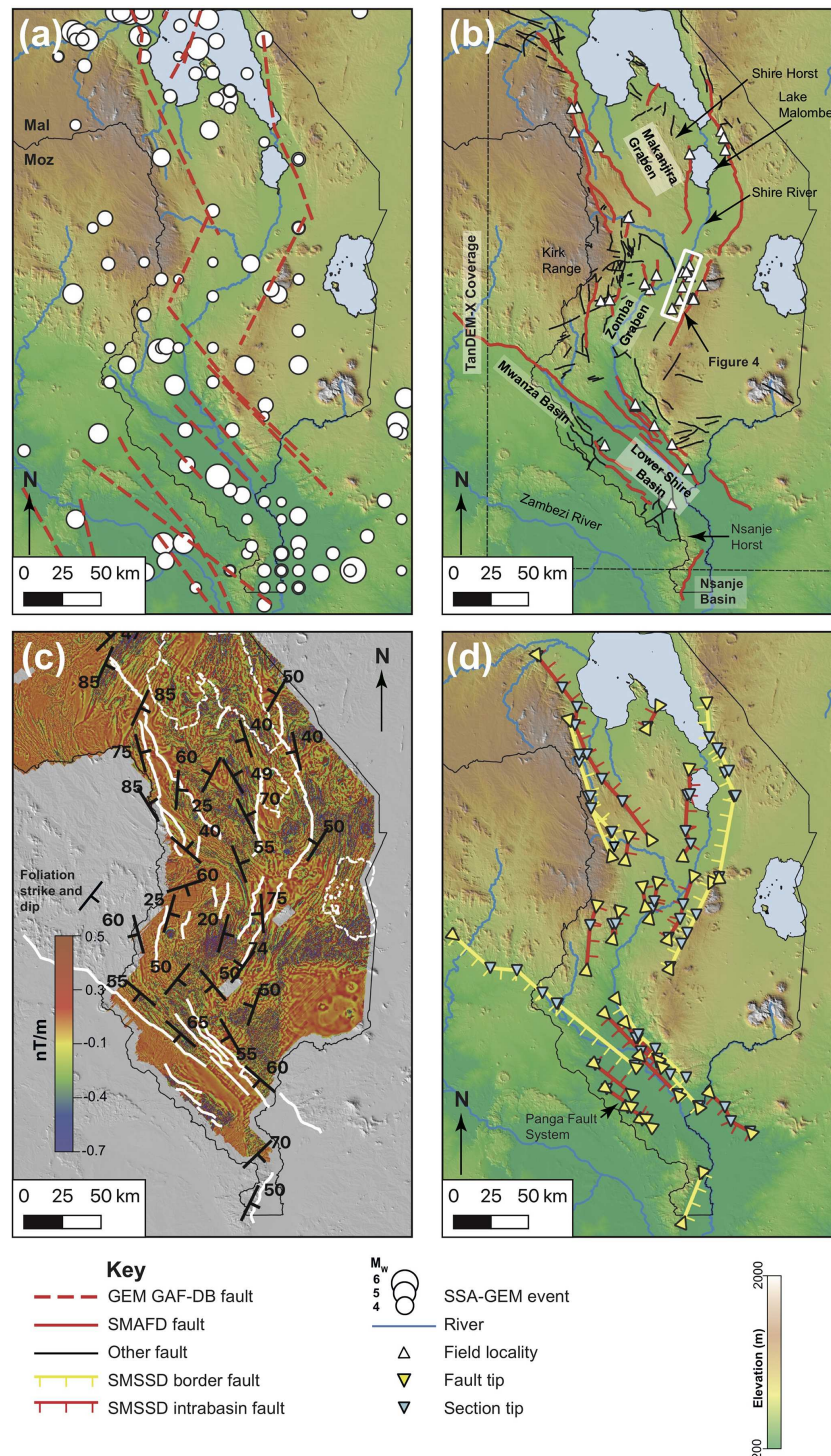 (a)
Mal
Moz
N
0 25 50 km
(b)
Shire Horst
Lake
Malombe
Makanjira
Graben
Shire River
Kirk
Range
TanDEM-X Coverage
Zomba
Graben
Figure 4
Mwanza Basin
Lower Shire
Basin
N
Zambezi River
Nsanje
Horst
0 25 50 km
Nsanje
Basin
(c)
N
47
85
85
50
40
40
75
60
49
85
25
70
40
50
55
Foliation
strike and
dip
60
25
75
60
20
74
0.5
50
50
55
50
0.3
65
-0.1
55
60
nT/m
-0.4
-0.7
70
50
0 25 50 km
(d)
N
Panga Fault
System
0 25 50 km
Key
GEM GAF-DB fault
SMAFD fault
Other fault
SMSSD border fault
SMSSD intrabasin fault
Mw
6
5
4
SSA-GEM event
River
Field locality
Fault tip
Section tip
2000
Elevation (m)
200